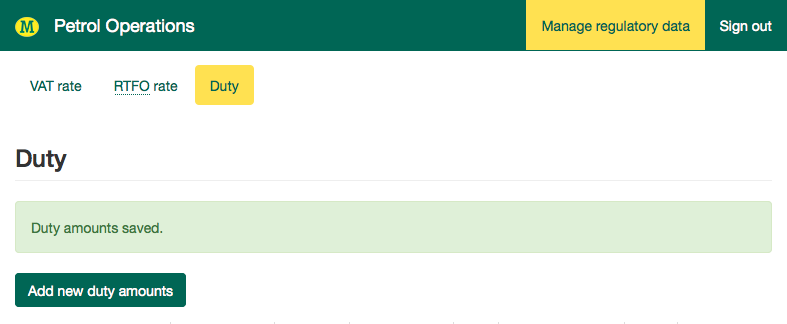 M Petrol Operations Manage regulatory data Sign out
VAT rate RTFO rate Duty
Duty
Duty amounts saved.
Add new duty amounts